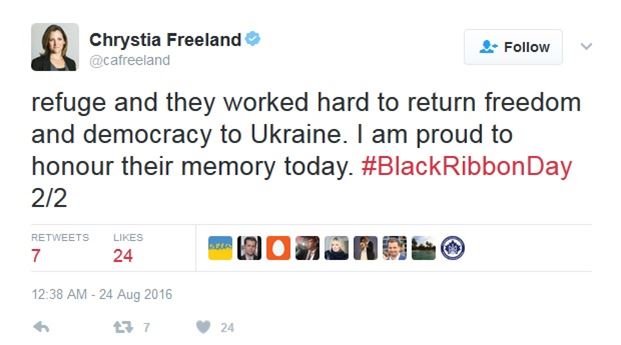 Chrystia Freeland
Follow
@cafreeland
refuge and they worked hard to return freedom
and democracy to Ukraine. I am proud to
honour their memory today. #BlackRibbonDay
2/2
RETWEETS LIKES
7 24
12:38 AM - 24 Aug 2016
7 24